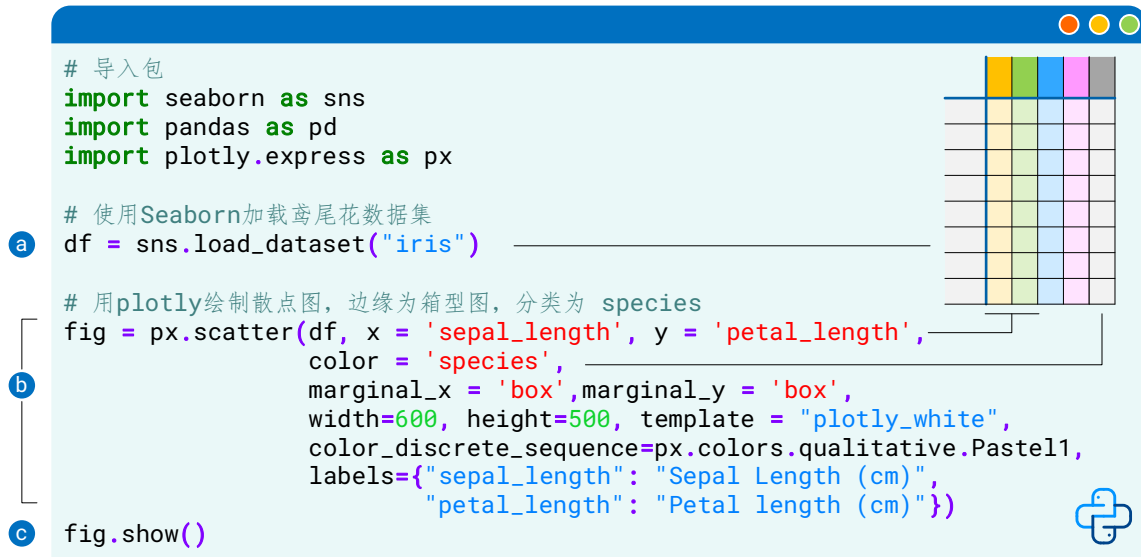 # 导入包
import seaborn as sns
import pandas as pd
import plotly.express as px
# 使用Seaborn加载鸢尾花数据集
a df = sns.load_dataset("iris")
# 用plotly绘制散点图，边缘为箱型图，分类为 species
fig = px.scatter(df, x = 'sepal_length', y = 'petal_length',
color = 'species',
b marginal_x = 'box',marginal_y = 'box',
width=600, height=500, template = "plotly_white",
color_discrete_sequence=px.colors.qualitative.Pastel1,
labels={"sepal_length": "Sepal Length (cm)",
"petal_length": "Petal length (cm)"})
c fig.show()